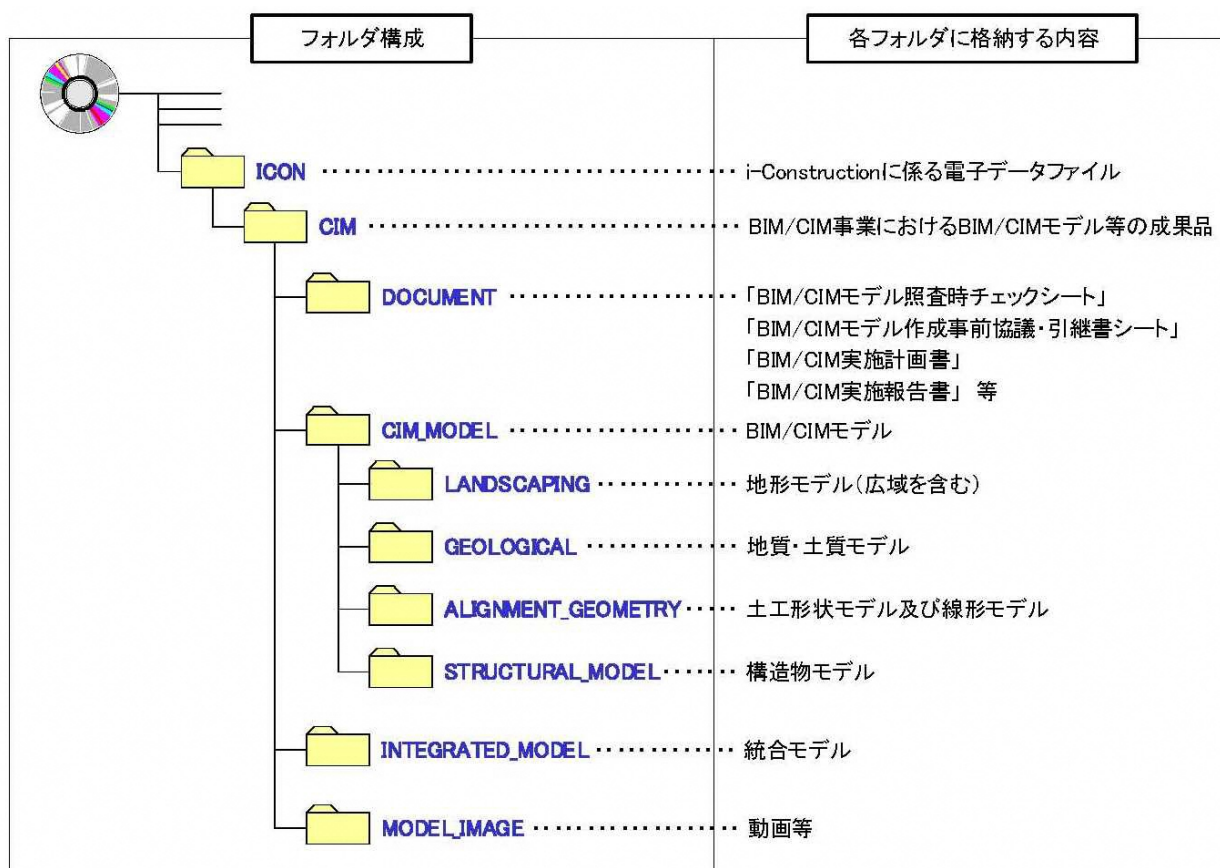 フォルダ構成
各フォルダに格納する内容
ICON ・・・・・・・・・・・・・・・・・・・・・・・・・・・・・・・・・・ i-Constructionに係る電子データファイル
CIM ・・・・・・・・・・・・・・・・・・・・・・・・・・・・・・ BIM/CIM事業におけるBIM/CIMモデル等の成果品
DOCUMENT ・・・・・・・・・・・・・・・・・・ 「BIM/CIMモデル照査時チェックシート」
「BIM/CIMモデル作成事前協議・引継書シート」
「BIM/CIM実施計画書」
「BIM/CIM実施報告書」 等
CIM_MODEL ・・・・・・・・・・・・・・・・・・ BIM/CIMモデル
LANDSCAPING ・・・・・・・・・・・ 地形モデル(広域を含む)
GEOLOGICAL ・・・・・・・・・・・・ 地質・土質モデル
ALIGNMENT_GEOMETRY ・・・・ 土工形状モデル及び線形モデル
STRUCTURAL_MODEL ・・・・・・ 構造物モデル
INTEGRATED_MODEL ・・・・・・・・・・・ 統合モデル
MODEL_IMAGE ・・・・・・・・・・・・・・・・ 動画等